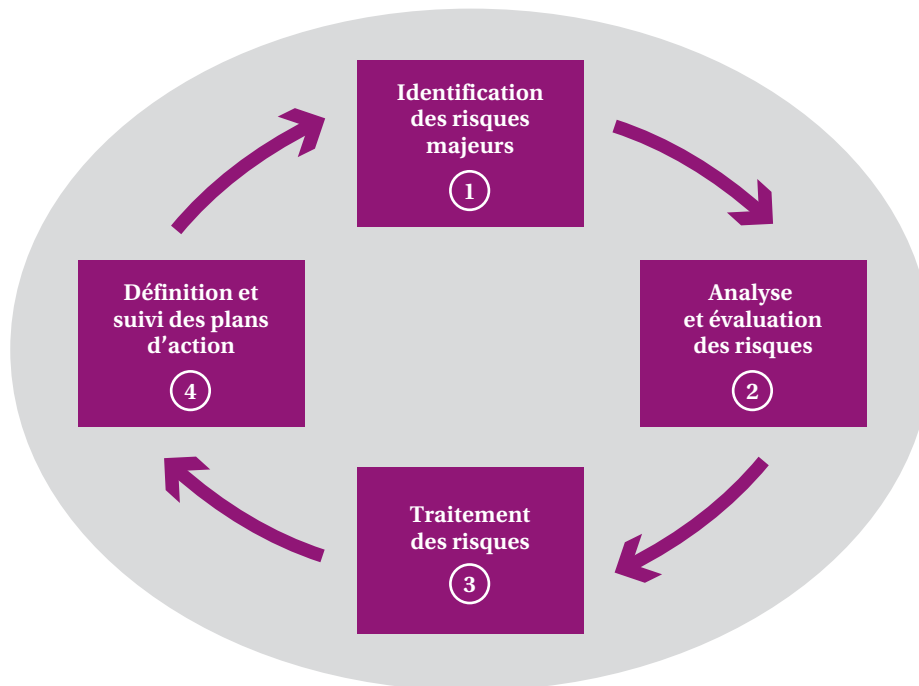 Identification
des risques
majeurs
1
Analyse
et évaluation
des risques
2
Traitement
des risques
3
Définition et
suivi des plans
d’action
4